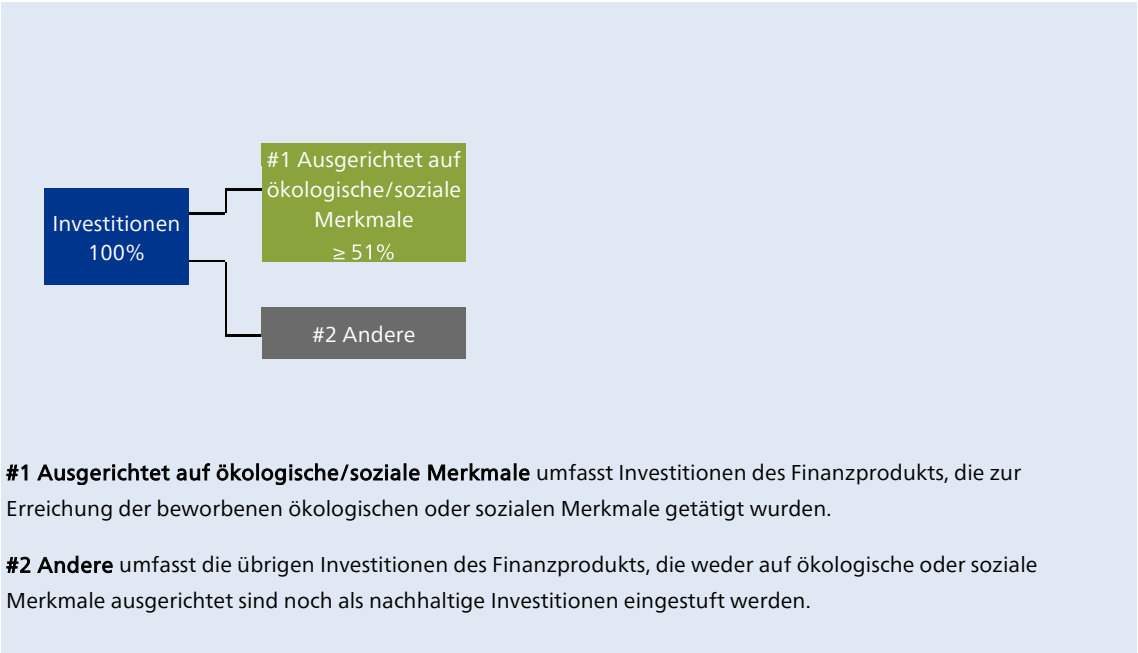 #1 Ausgerichtet auf
ökologische/soziale
Merkmale
≥ 51%
Investitionen
100%
#2 Andere
#1 Ausgerichtet auf ökologische/soziale Merkmale umfasst Investitionen des Finanzprodukts, die zur
Erreichung der beworbenen ökologischen oder sozialen Merkmale getätigt wurden.
#2 Andere umfasst die übrigen Investitionen des Finanzprodukts, die weder auf ökologische oder soziale
Merkmale ausgerichtet sind noch als nachhaltige Investitionen eingestuft werden.